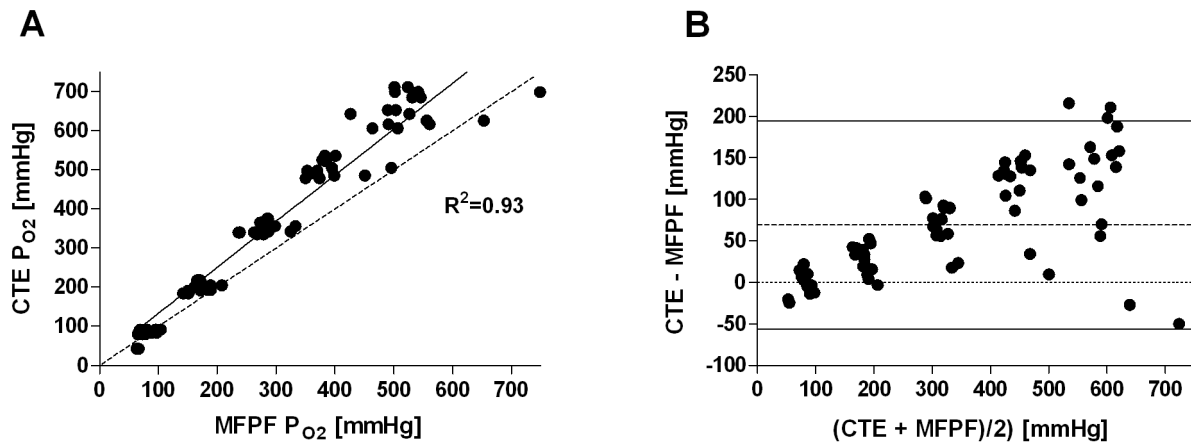 A
CTE P_O2 [mmHg]
700
600
500
400
300
200
100
0
R²=0.93
0 100 200 300 400 500 600 700
MFPF P_O2 [mmHg]
B
CTE - MFPF [mmHg]
250
200
150
100
50
0
-50
-100
0 100 200 300 400 500 600 700
(CTE + MFPF)/2) [mmHg]